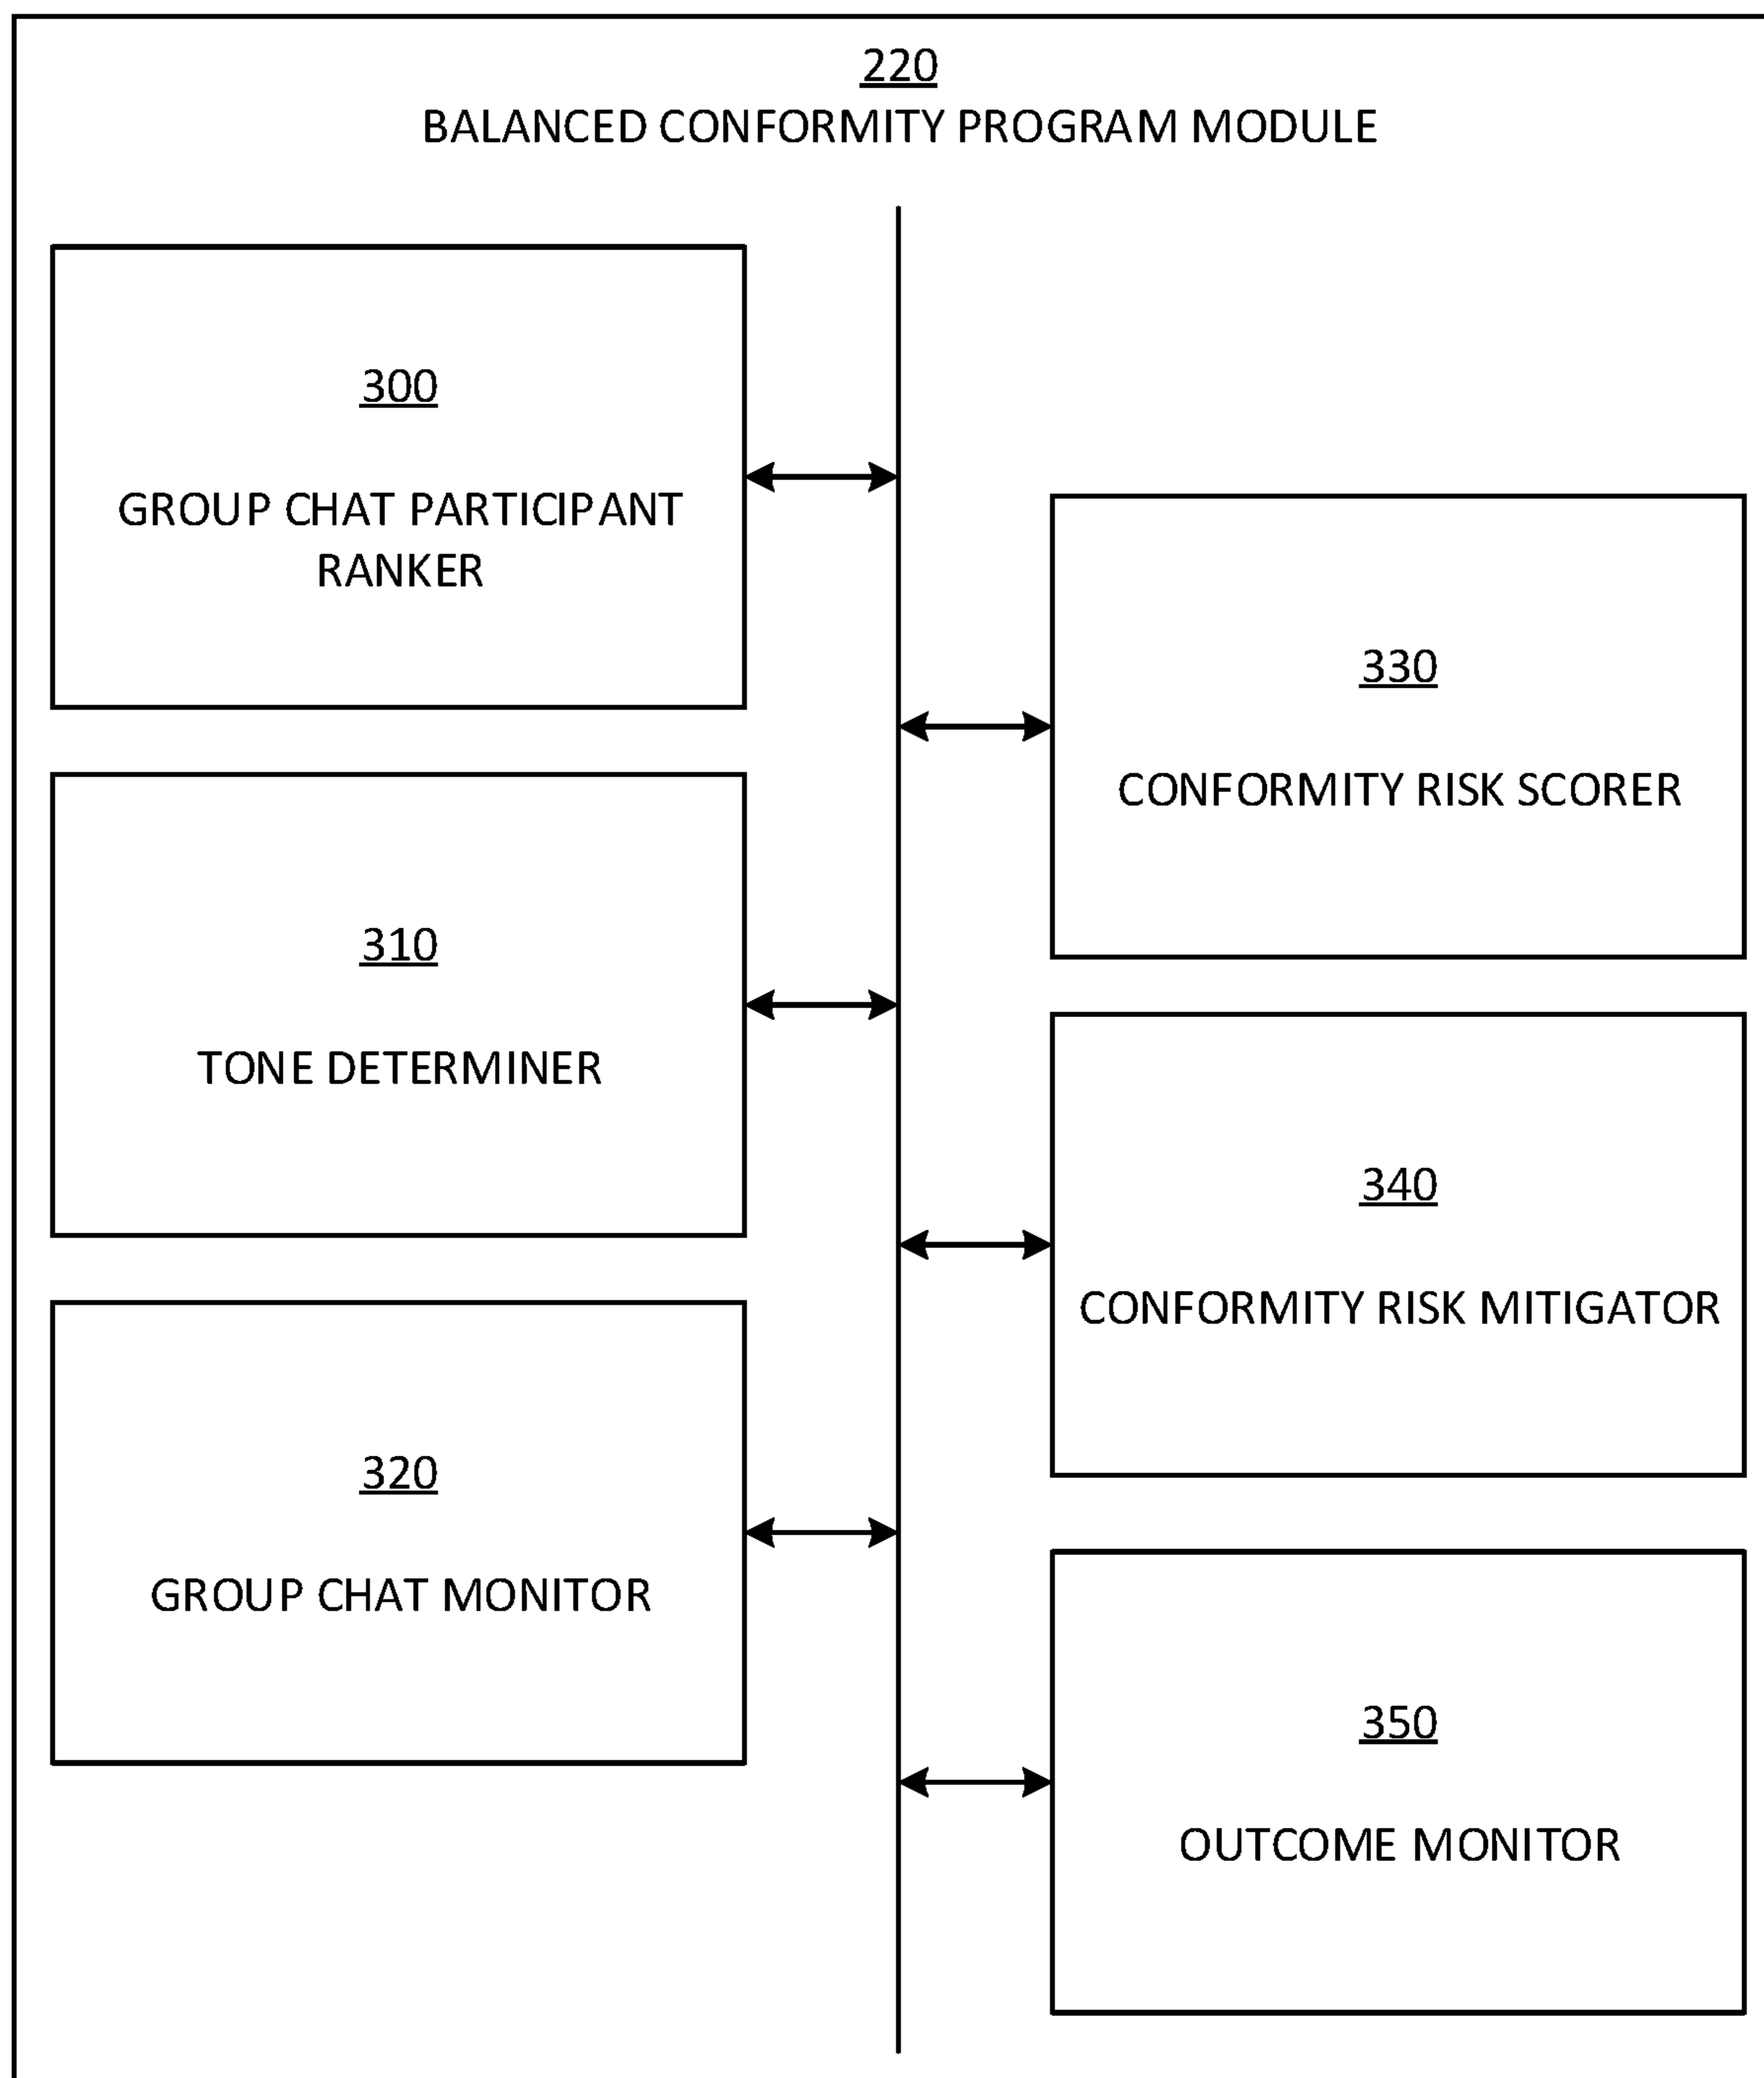 220
BALANCED CONFORMITY PROGRAM MODULE
300
GROUP CHAT PARTICIPANT
RANKER
310
TONE DETERMINER
320
GROUP CHAT MONITOR
330
CONFORMITY RISK SCORER
340
CONFORMITY RISK MITIGATOR
350
OUTCOME MONITOR